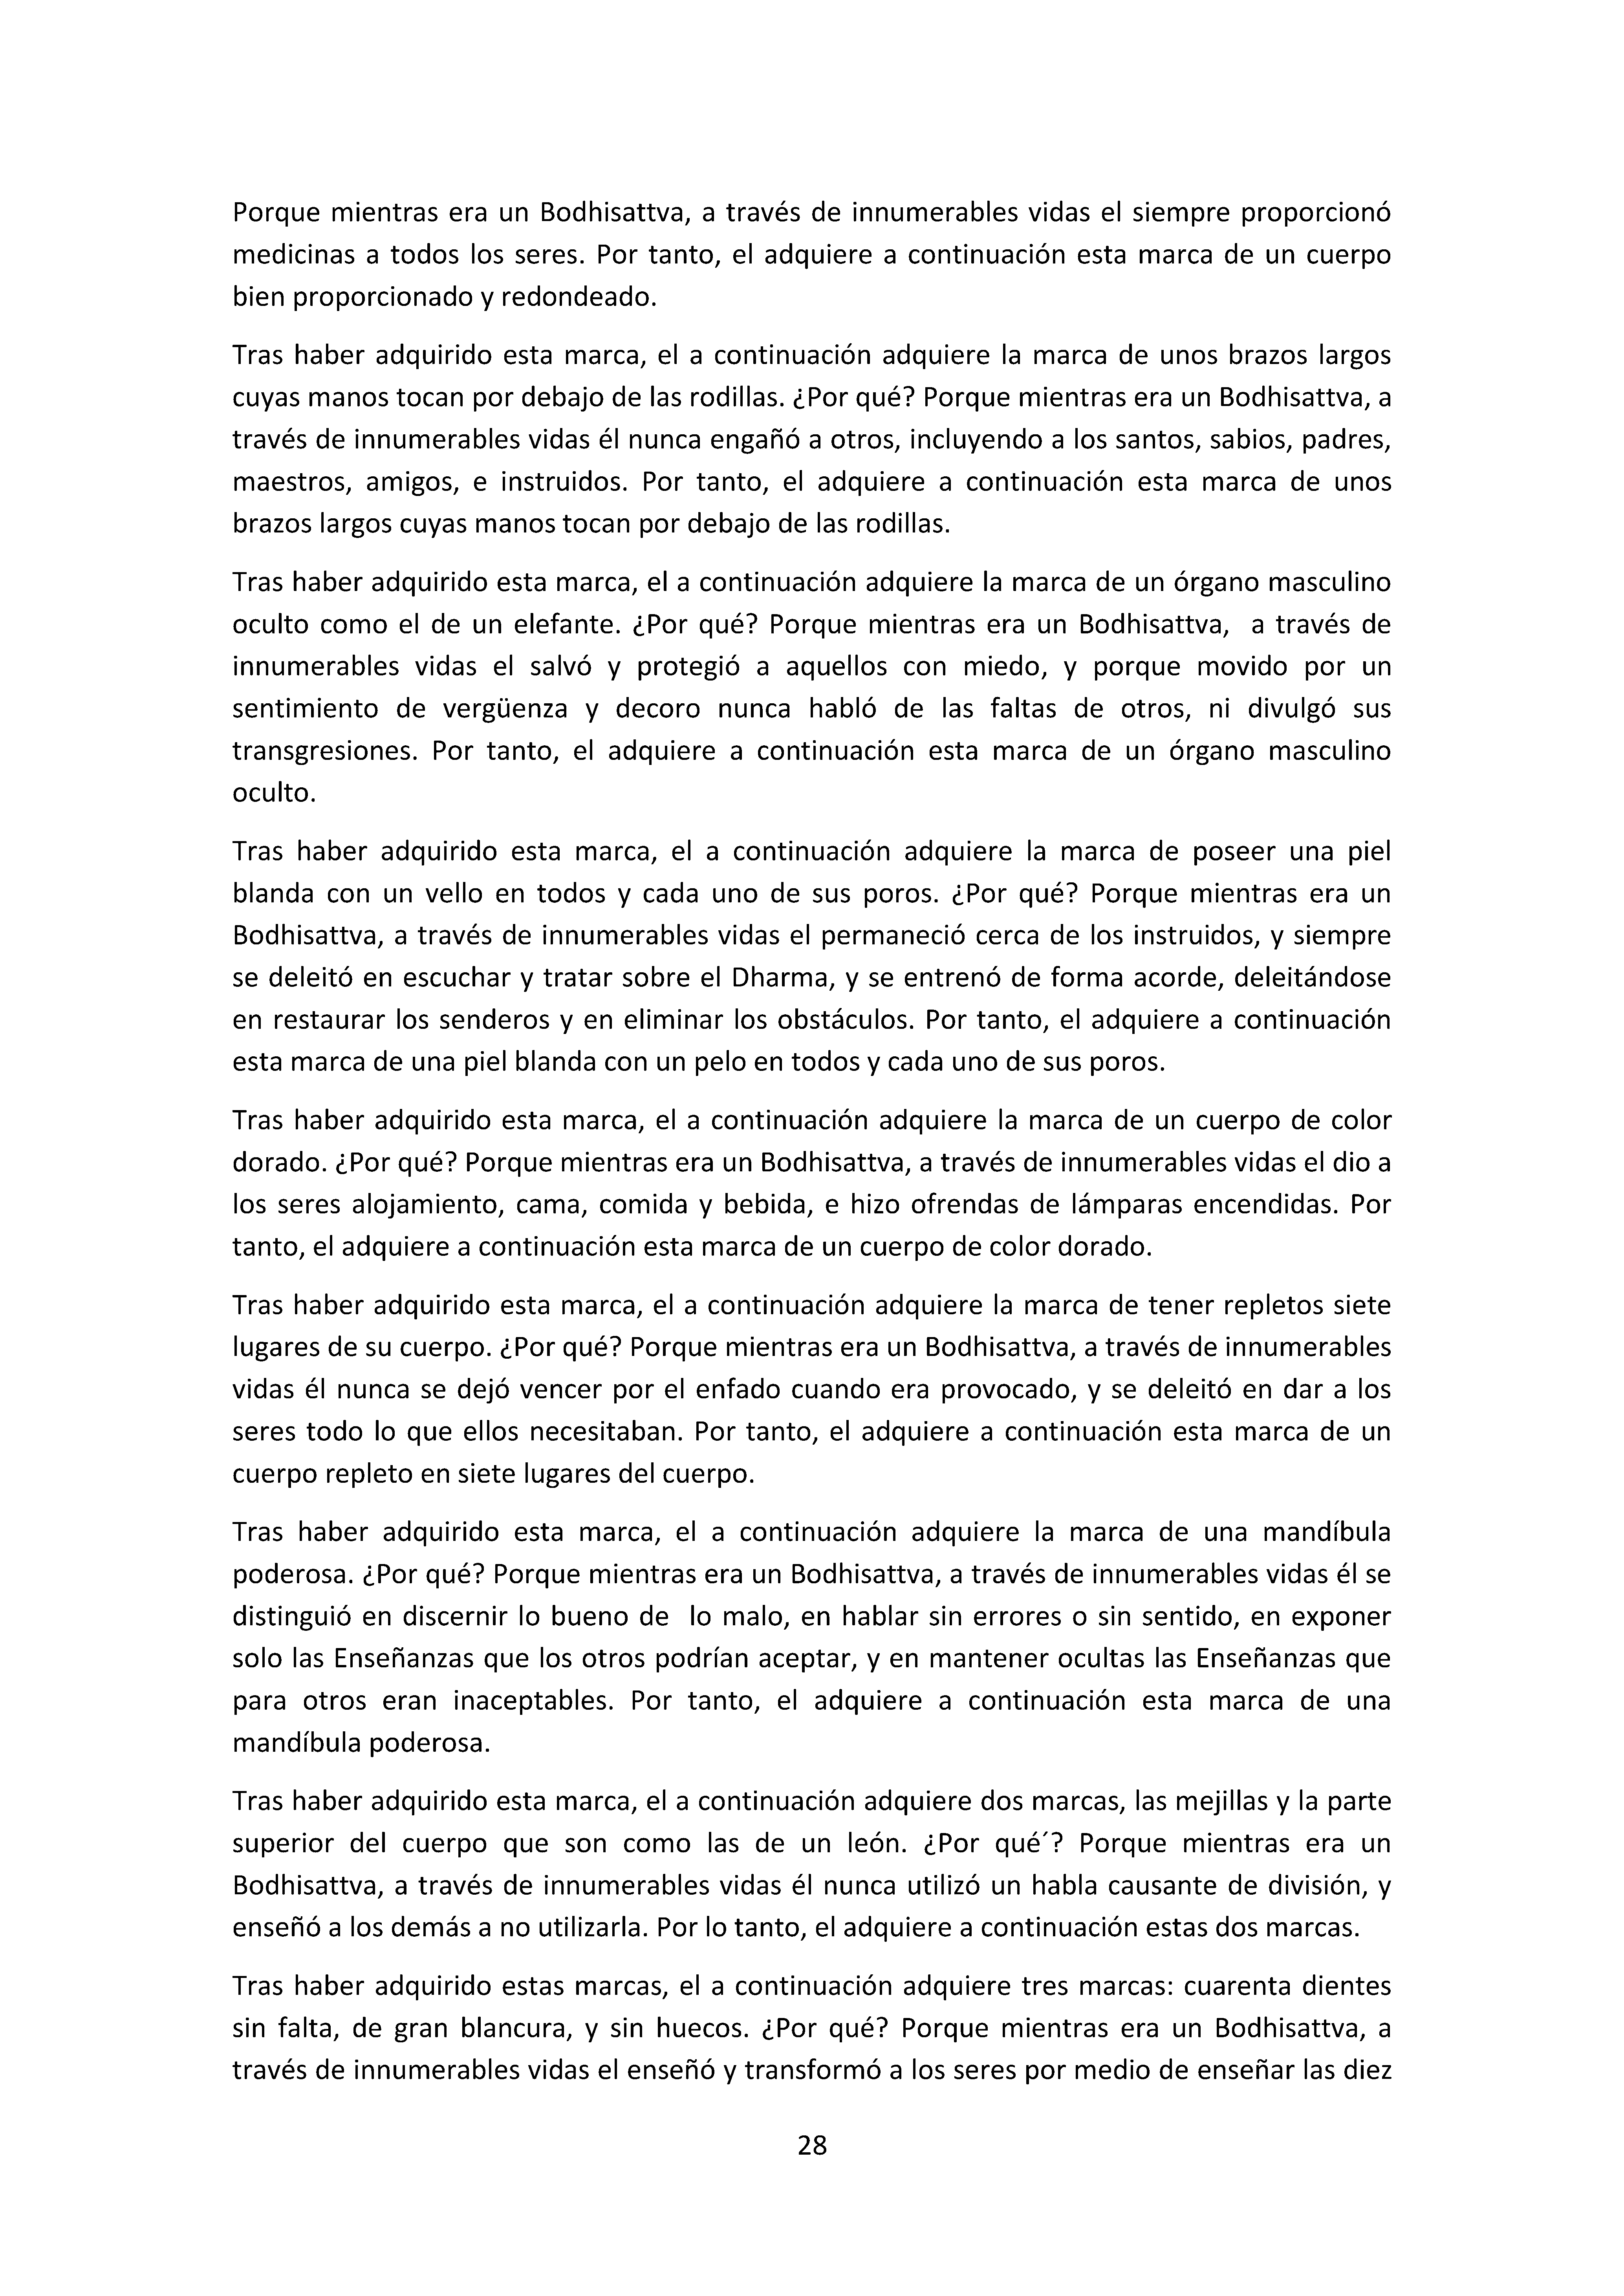 Porque mientras era un Bodhisattva, a través de innumerables vidas el siempre proporcionó
medicinas a todos los seres. Por tanto, el adquiere a continuación esta marca de un cuerpo
bien proporcionado y redondeado.
Tras haber adquirido esta marca, el a continuación adquiere la marca de unos brazos largos
cuyas manos tocan por debajo de las rodillas. ¿Por qué? Porque mientras era un Bodhisattva, a
través de innumerables vidas él nunca engañó a otros, incluyendo a los santos, sabios, padres,
maestros, amigos, e instruidos. Por tanto, el adquiere a continuación esta marca de unos
brazos largos cuyas manos tocan por debajo de las rodillas.
Tras haber adquirido esta marca, el a continuación adquiere la marca de un órgano masculino
oculto como el de un elefante. ¿Por qué? Porque mientras era un Bodhisattva,  a través de
innumerables vidas el salvó y protegió a aquellos con miedo, y porque movido por un
sentimiento de vergüenza y decoro nunca habló de las faltas de otros, ni divulgó sus
transgresiones. Por tanto, el adquiere a continuación esta marca de un órgano masculino
oculto.
Tras haber adquirido esta marca, el a continuación adquiere la marca de poseer una piel
blanda con un vello en todos y cada uno de sus poros. ¿Por qué? Porque mientras era un
Bodhisattva, a través de innumerables vidas el permaneció cerca de los instruidos, y siempre
se deleitó en escuchar y tratar sobre el Dharma, y se entrenó de forma acorde, deleitándose
en restaurar los senderos y en eliminar los obstáculos. Por tanto, el adquiere a continuación
esta marca de una piel blanda con un pelo en todos y cada uno de sus poros.
Tras haber adquirido esta marca, el a continuación adquiere la marca de un cuerpo de color
dorado. ¿Por qué? Porque mientras era un Bodhisattva, a través de innumerables vidas el dio a
los seres alojamiento, cama, comida y bebida, e hizo ofrendas de lámparas encendidas. Por
tanto, el adquiere a continuación esta marca de un cuerpo de color dorado.
Tras haber adquirido esta marca, el a continuación adquiere la marca de tener repletos siete
lugares de su cuerpo. ¿Por qué? Porque mientras era un Bodhisattva, a través de innumerables
vidas él nunca se dejó vencer por el enfado cuando era provocado, y se deleitó en dar a los
seres todo lo que ellos necesitaban. Por tanto, el adquiere a continuación esta marca de un
cuerpo repleto en siete lugares del cuerpo.
Tras haber adquirido esta marca, el a continuación adquiere la marca de una mandíbula
poderosa. ¿Por qué? Porque mientras era un Bodhisattva, a través de innumerables vidas él se
distinguió en discernir lo bueno de  lo malo, en hablar sin errores o sin sentido, en exponer
solo las Enseñanzas que los otros podrían aceptar, y en mantener ocultas las Enseñanzas que
para otros eran inaceptables. Por tanto, el adquiere a continuación esta marca de una
mandíbula poderosa.
Tras haber adquirido esta marca, el a continuación adquiere dos marcas, las mejillas y la parte
superior del cuerpo que son como las de un león. ¿Por qué´? Porque mientras era un
Bodhisattva, a través de innumerables vidas él nunca utilizó un habla causante de división, y
enseñó a los demás a no utilizarla. Por lo tanto, el adquiere a continuación estas dos marcas.
Tras haber adquirido estas marcas, el a continuación adquiere tres marcas: cuarenta dientes
sin falta, de gran blancura, y sin huecos. ¿Por qué? Porque mientras era un Bodhisattva, a
través de innumerables vidas el enseñó y transformó a los seres por medio de enseñar las diez
28